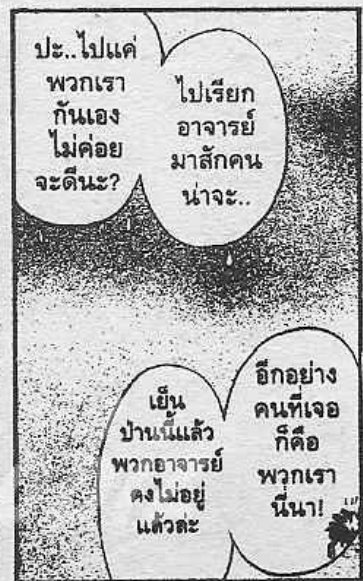 ปะ..ไปแค่
พวกเรา
กันเอง
ไม่ค่อย
จะดีนะ?
ไปเรียก
อาจารย์
มาสักคน
น่าจะ..
เย็น
ป่านนี้แล้ว
พวกอาจารย์
คงไม่อยู่
แล้วล่ะ
อีกอย่าง
คนที่เจอ
ก็คือ
พวกเรา
นี่นา!